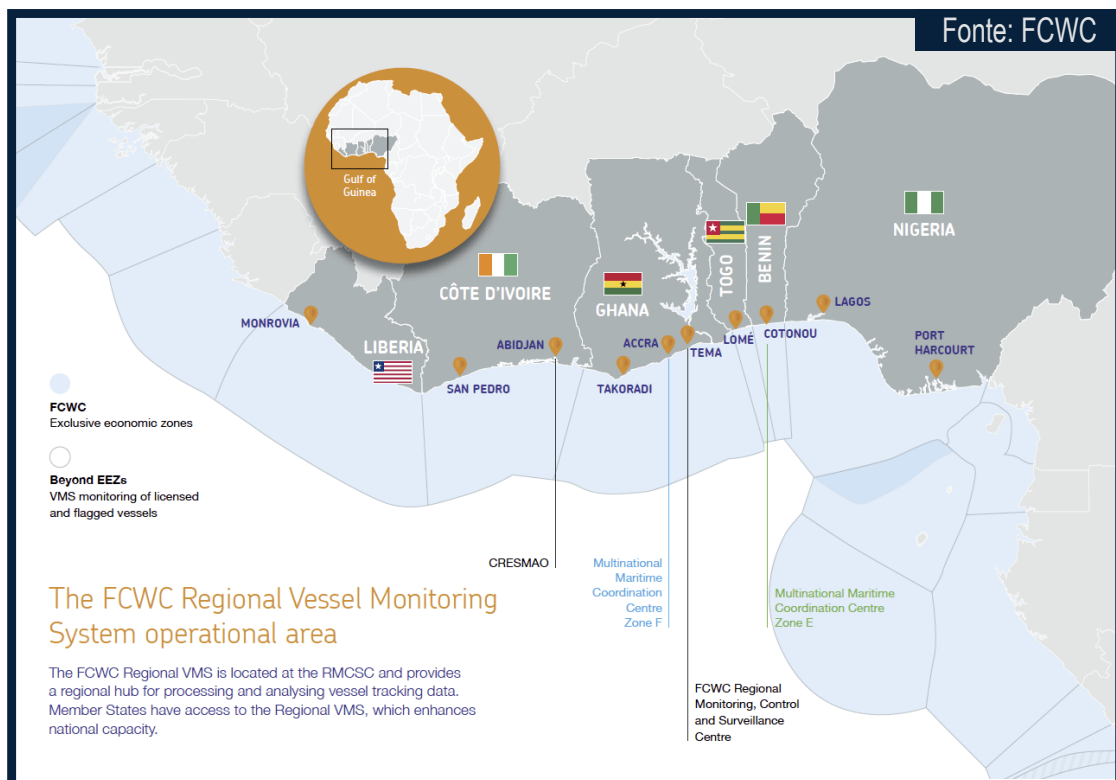 Fonte: FCWC
Gulf of
Guinea
NIGERIA
CÔTE D'IVOIRE
GHANA
TOGO
BENIN
LIBERIA
MONROVIA
SAN PEDRO
ABIDJAN
TAKORADI
ACCRA
TEMA
LOMÉ
COTONOU
LAGOS
PORT
HARCOURT
FCWC
Exclusive economic zones
Beyond EEZs
VMS monitoring of licensed
and flagged vessels
CRESMAO
Multinational
Maritime
Coordination
Centre
Zone F
Multinational Maritime
Coordination Centre
Zone E
FCWC Regional
Monitoring, Control
and Surveillance
Centre
The FCWC Regional Vessel Monitoring
System operational area
The FCWC Regional VMS is located at the RMCSC and provides
a regional hub for processing and analysing vessel tracking data.
Member States have access to the Regional VMS, which enhances
national capacity.